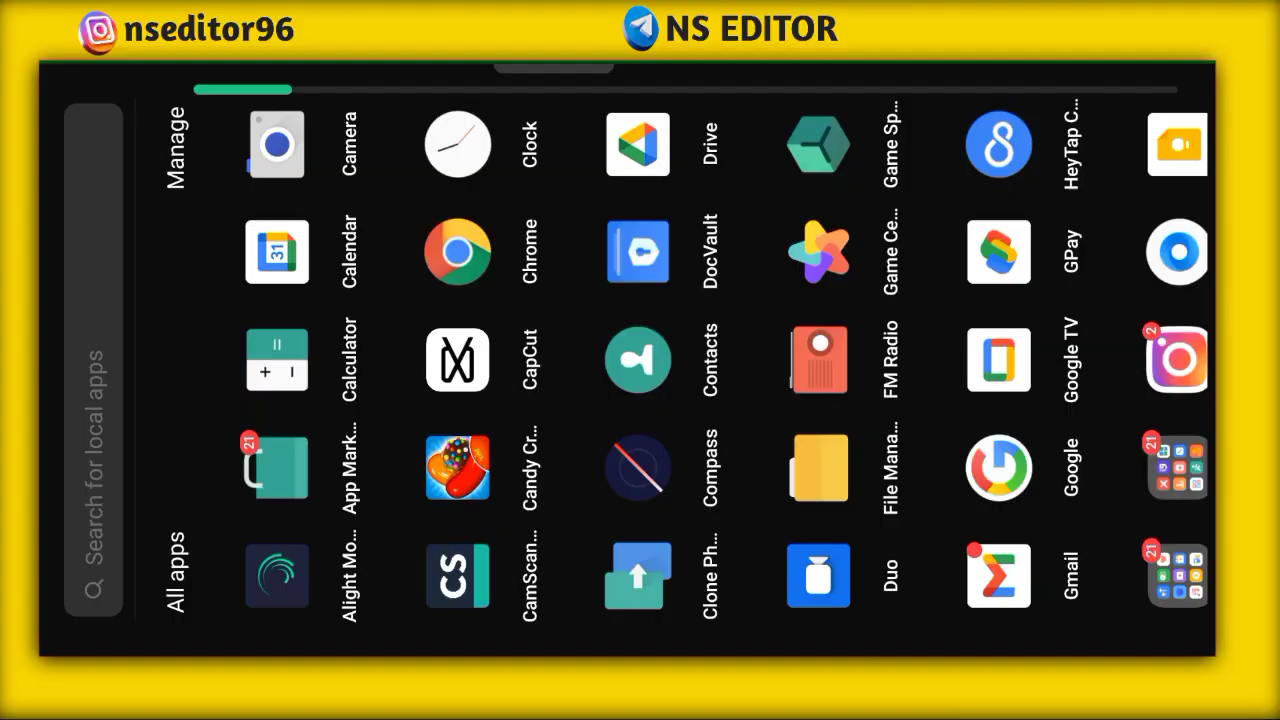 nseditor96
NS EDITOR
Search for local apps
All apps Manage
21
Alight Mo... App Mark... Calculator Calendar Camera
31
+ = −
CS
CamScan... Candy Cr... CapCut Chrome Clock
Clone Ph... Compass Contacts DocVault Drive
Duo File Mana... FM Radio Game Ce... Game Sp...
Gmail Google Google TV GPay HeyTap C...
21 21 2